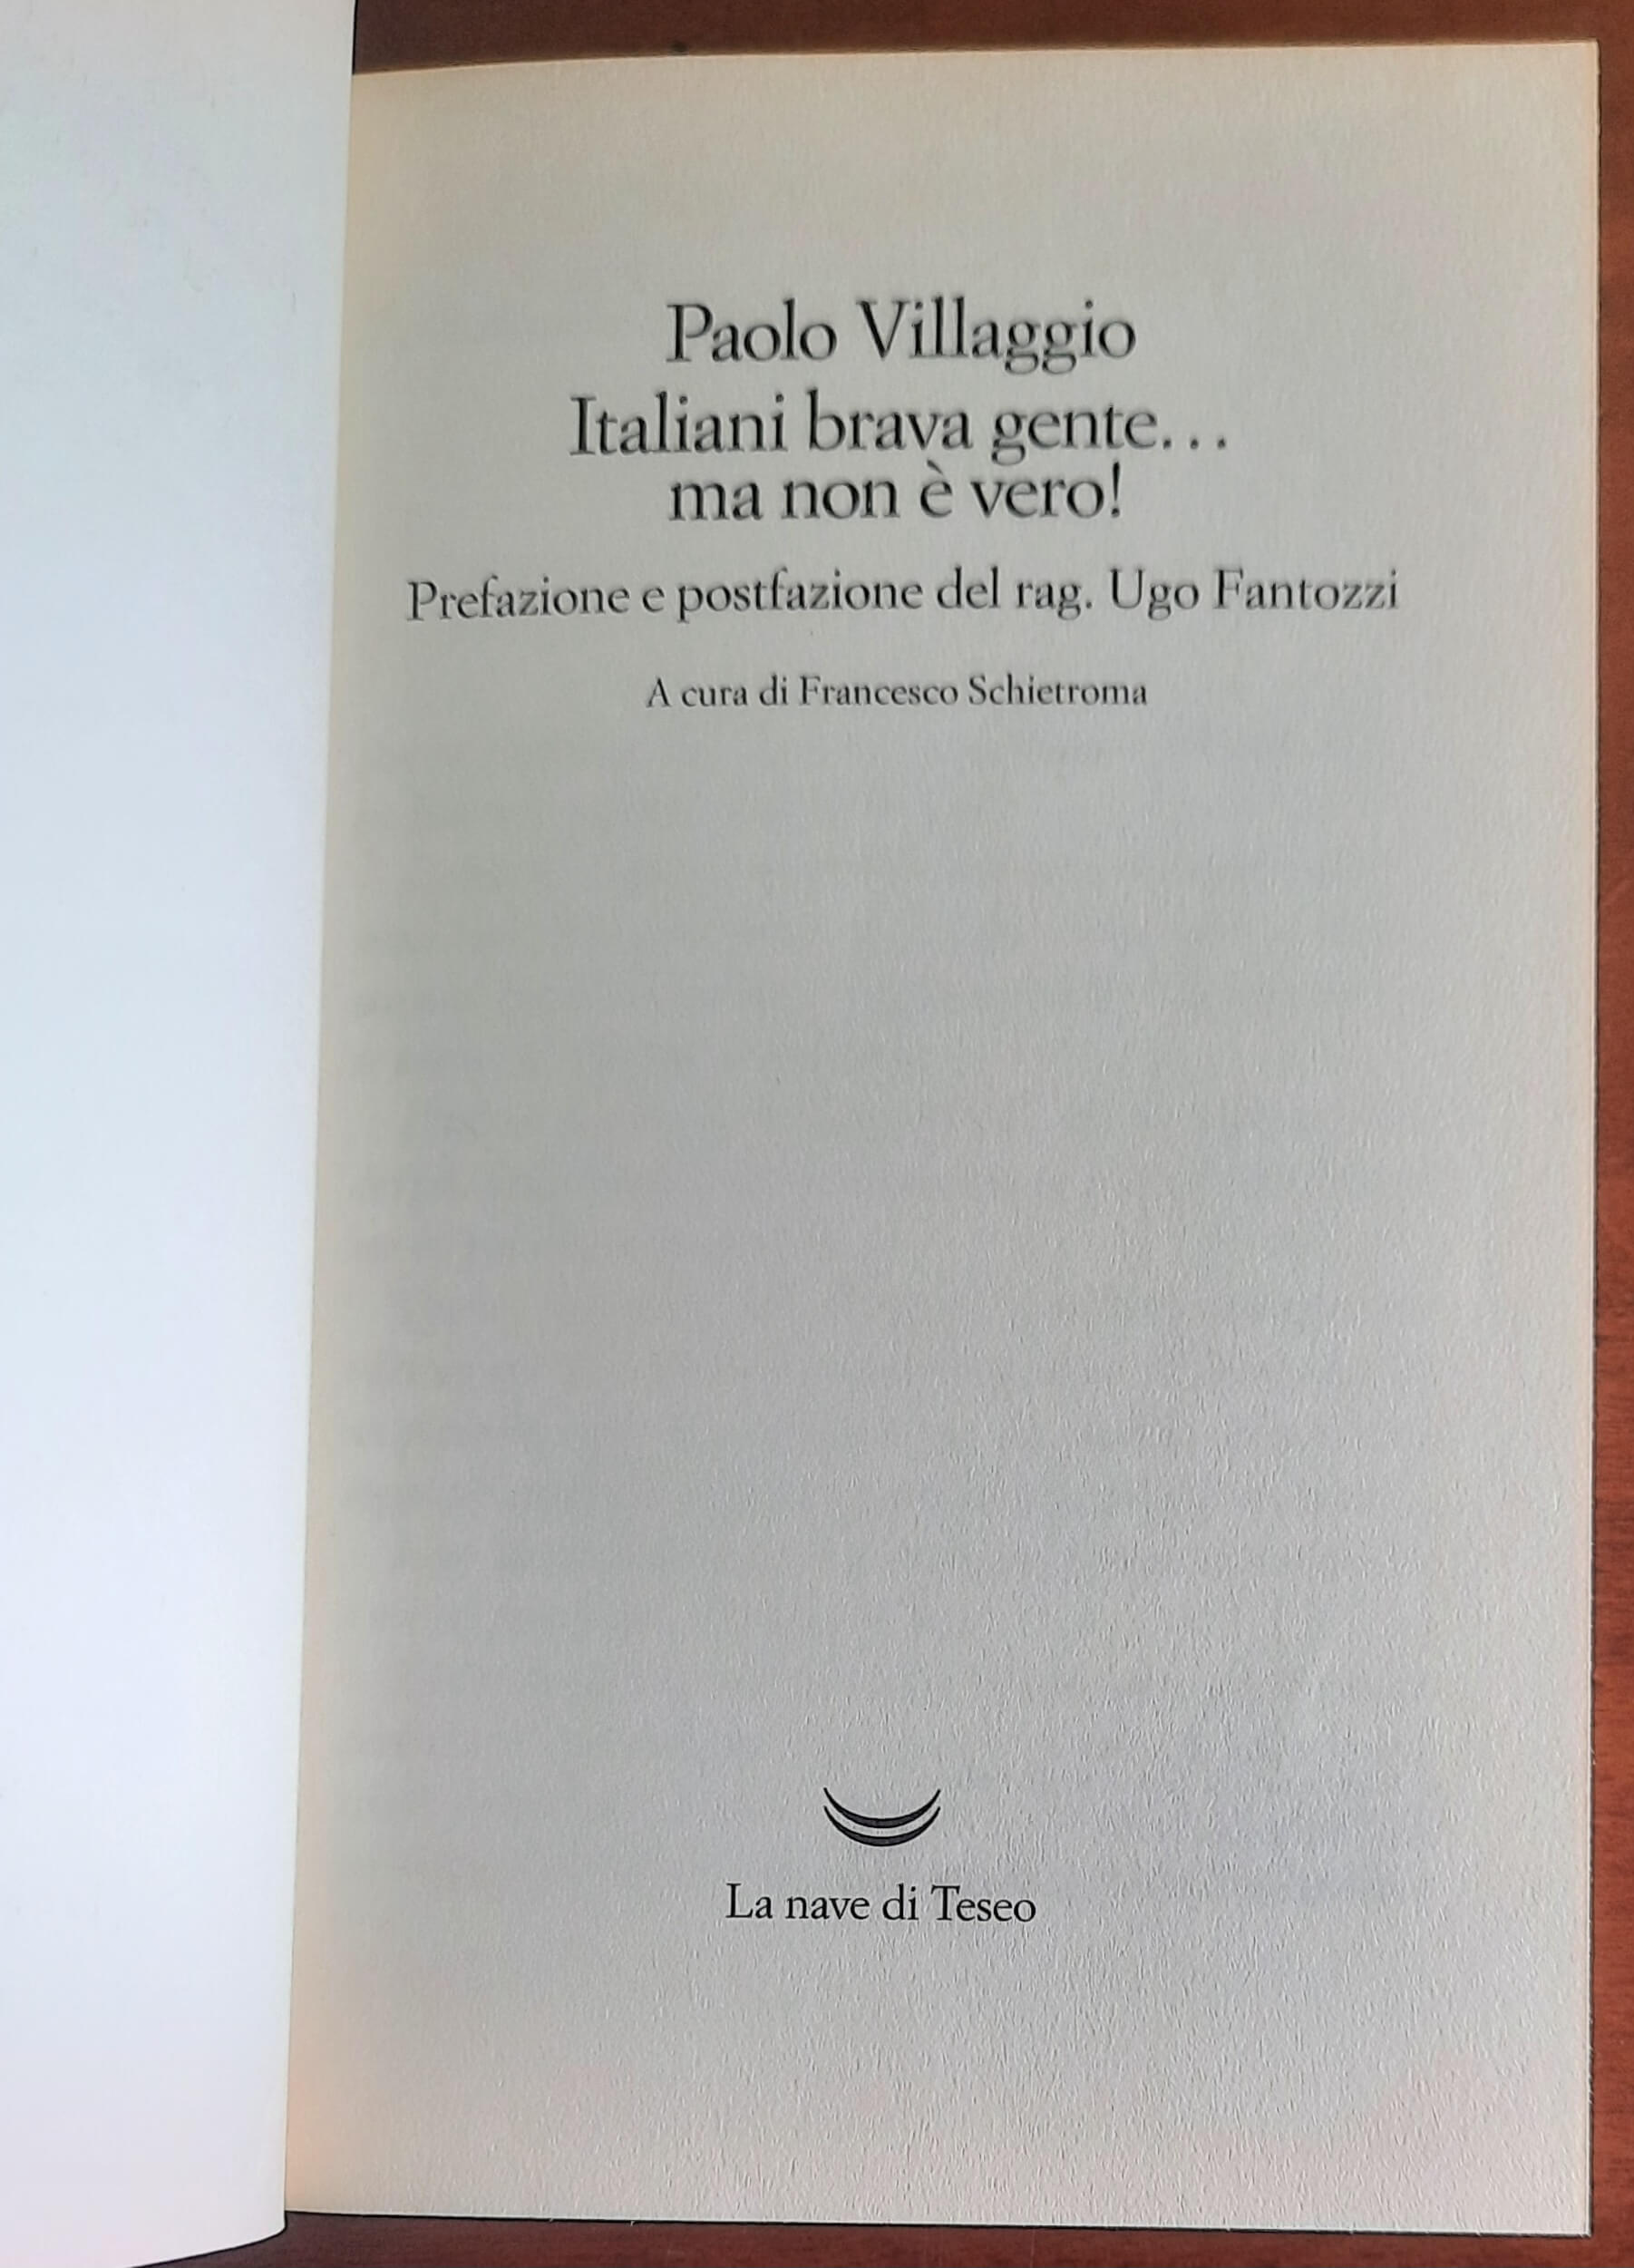 Paolo Villaggio
Italiani brava gente...
ma non è vero!
Prefazione e postfazione del rag. Ugo Fantozzi
A cura di Francesco Schietroma
La nave di Teseo